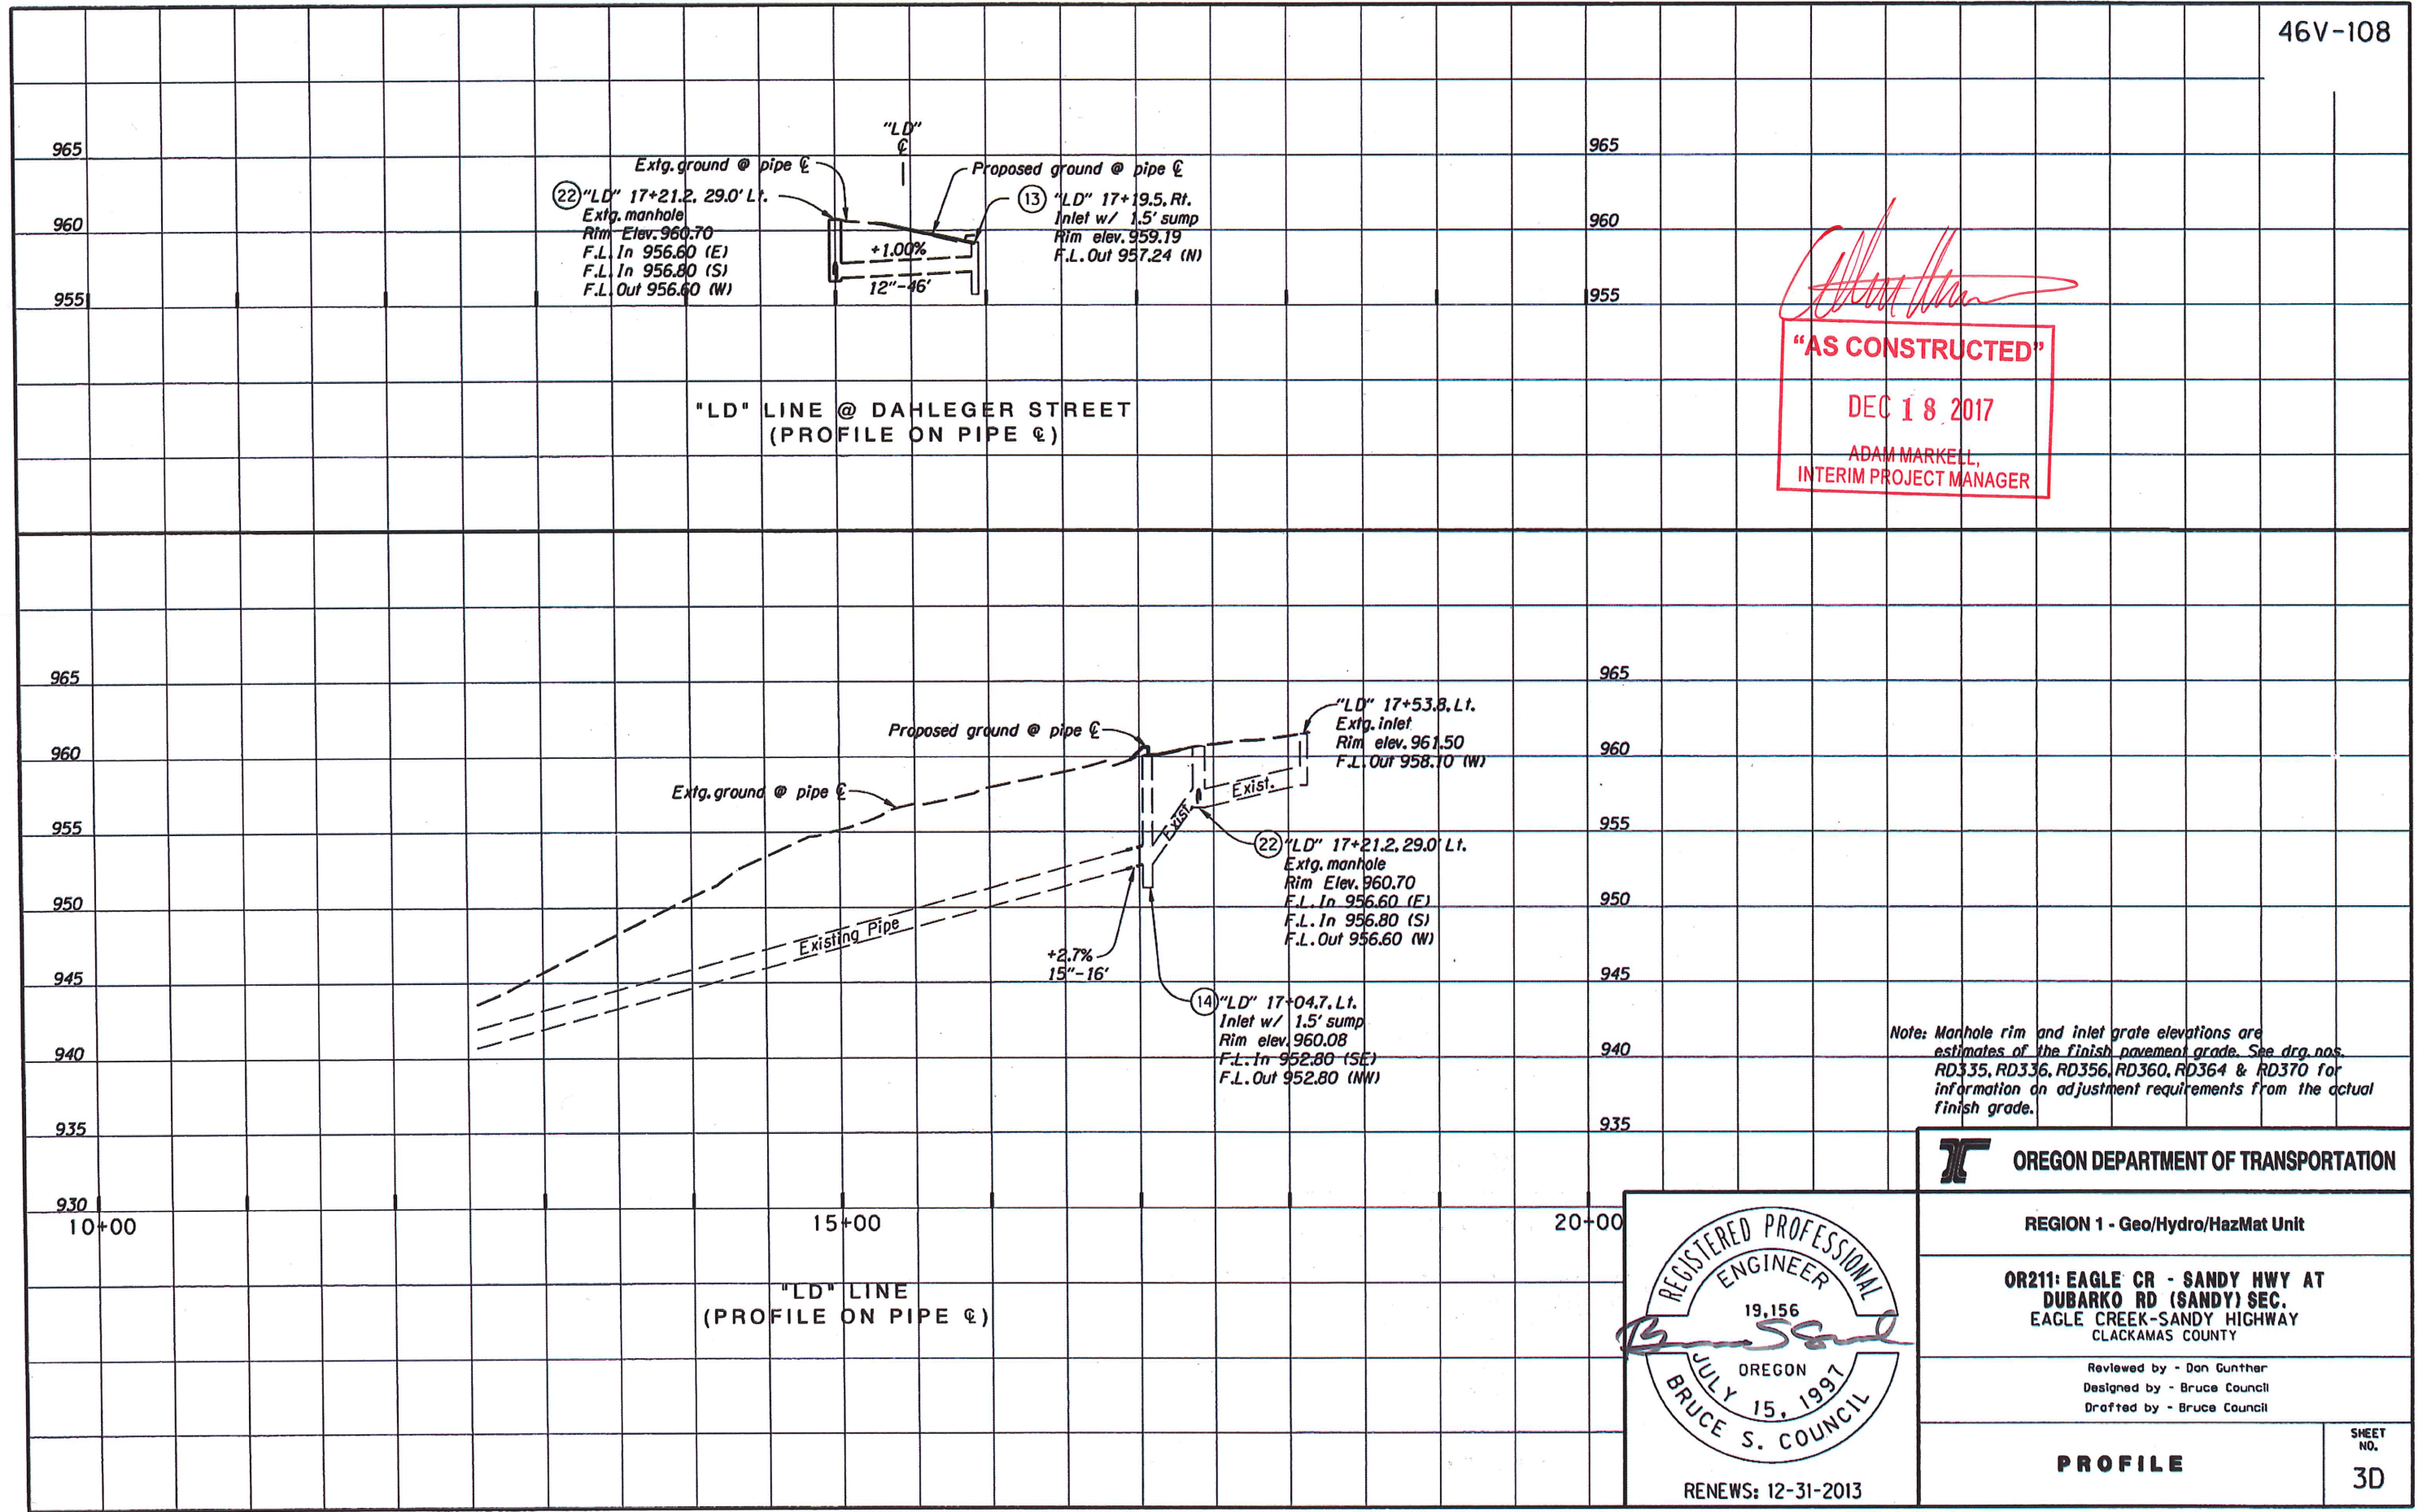 46V-108
"LD"
℄
965
965
Extg. ground @ pipe ℄
Proposed ground @ pipe ℄
22 "LD" 17+21.2, 29.0' Lt.
Extg. manhole
Rim Elev. 960.70
F.L. In 956.60 (E)
F.L. In 956.80 (S)
F.L. Out 956.60 (W)
13 "LD" 17+19.5, Rt.
Inlet w/ 1.5' sump
Rim elev. 959.19
F.L. Out 957.24 (N)
960
960
+1.00%
12"-46'
955
955
"LD" LINE @ DAHLEGER STREET
(PROFILE ON PIPE ℄)
"AS CONSTRUCTED"
DEC 18 2017
ADAM MARKELL,
INTERIM PROJECT MANAGER
965
965
"LD" 17+53.8, Lt.
Extg. inlet
Rim elev. 961.50
F.L. Out 958.10 (W)
Proposed ground @ pipe ℄
960
960
Extg. ground @ pipe ℄
Exist.
Exist.
955
955
22 "LD" 17+21.2, 29.0' Lt.
Extg. manhole
Rim Elev. 960.70
F.L. In 956.60 (E)
F.L. In 956.80 (S)
F.L. Out 956.60 (W)
950
950
Existing Pipe
+2.7%
15"-16'
945
945
14 "LD" 17+04.7, Lt.
Inlet w/ 1.5' sump
Rim elev. 960.08
F.L. In 952.80 (SE)
F.L. Out 952.80 (NW)
940
940
Note: Manhole rim and inlet grate elevations are
estimates of the finish pavement grade. See drg. nos.
RD335, RD336, RD356, RD360, RD364 & RD370 for
information on adjustment requirements from the actual
finish grade.
935
935
930
10+00
15+00
20+00
"LD" LINE
(PROFILE ON PIPE ℄)
REGISTERED PROFESSIONAL
ENGINEER
19,156
OREGON
JULY 15, 1997
BRUCE S. COUNCIL
RENEWS: 12-31-2013
OREGON DEPARTMENT OF TRANSPORTATION
REGION 1 - Geo/Hydro/HazMat Unit
OR211: EAGLE CR - SANDY HWY AT
DUBARKO RD (SANDY) SEC.
EAGLE CREEK-SANDY HIGHWAY
CLACKAMAS COUNTY
Reviewed by - Dan Gunther
Designed by - Bruce Council
Drafted by - Bruce Council
PROFILE
SHEET
NO.
3D